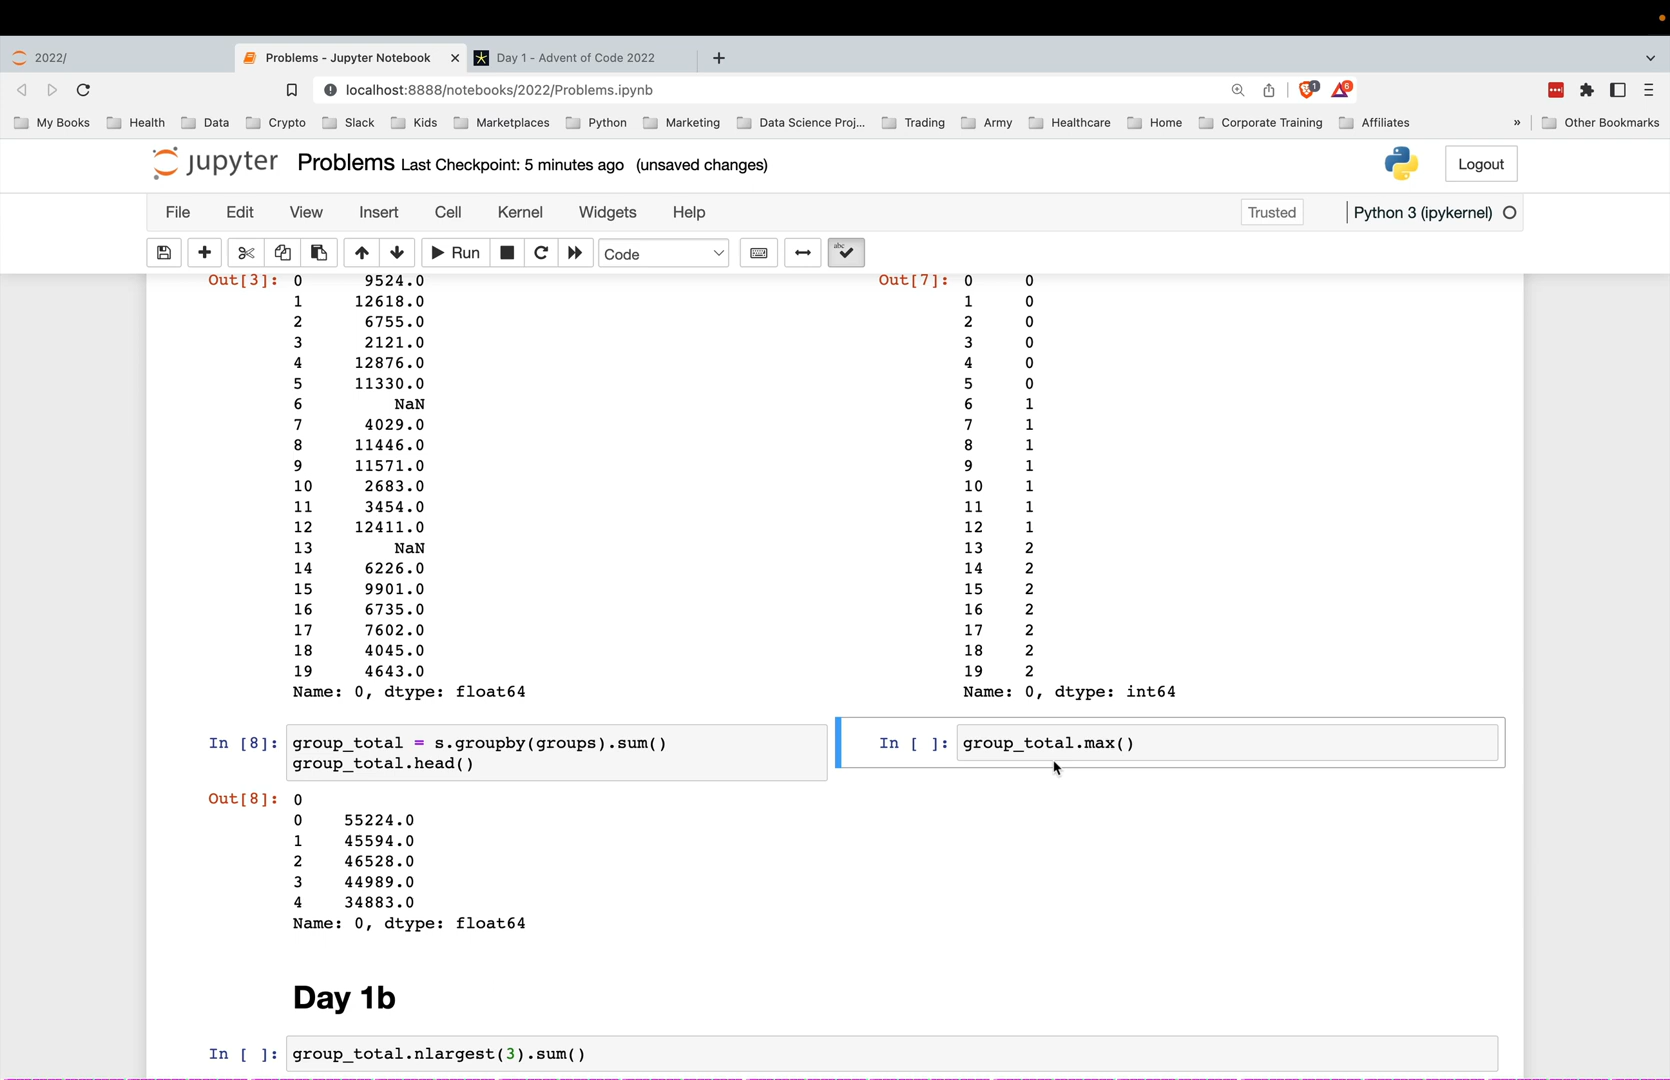 2022/
Problems - Jupyter Notebook
Day 1 - Advent of Code 2022
localhost:8888/notebooks/2022/Problems.ipynb
1
6
My Books Health Data Crypto Slack Kids Marketplaces Python Marketing Data Science Proj... Trading Army Healthcare Home Corporate Training Affiliates » Other Bookmarks
jupyter Problems Last Checkpoint: 5 minutes ago (unsaved changes)
Logout
File Edit View Insert Cell Kernel Widgets Help
Trusted
Python 3 (ipykernel)
Run
Code
abc
Out[3]: 0 9524.0
1 12618.0
2 6755.0
3 2121.0
4 12876.0
5 11330.0
6 NaN
7 4029.0
8 11446.0
9 11571.0
10 2683.0
11 3454.0
12 12411.0
13 NaN
14 6226.0
15 9901.0
16 6735.0
17 7602.0
18 4045.0
19 4643.0
Name: 0, dtype: float64
Out[7]: 0 0
1 0
2 0
3 0
4 0
5 0
6 1
7 1
8 1
9 1
10 1
11 1
12 1
13 2
14 2
15 2
16 2
17 2
18 2
19 2
Name: 0, dtype: int64
In [8]: group_total = s.groupby(groups).sum()
group_total.head()
In [ ]: group_total.max()
Out[8]: 0
0 55224.0
1 45594.0
2 46528.0
3 44989.0
4 34883.0
Name: 0, dtype: float64
Day 1b
In [ ]: group_total.nlargest(3).sum()